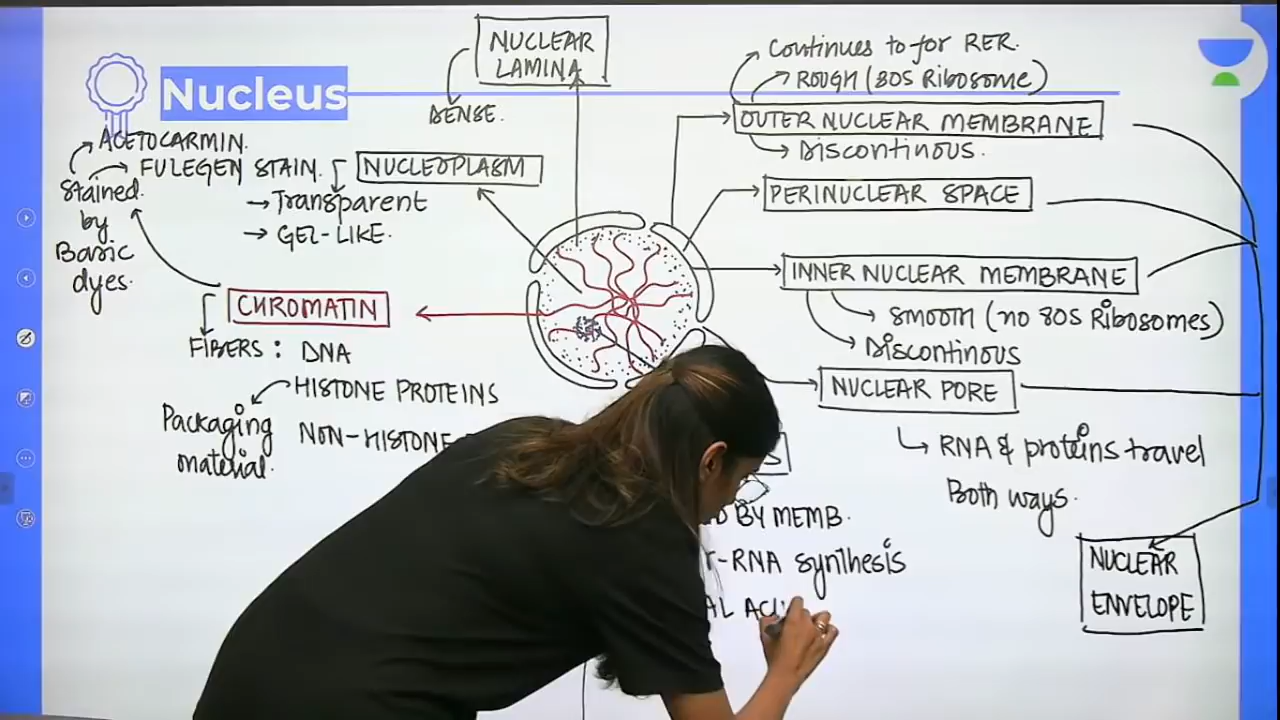 Nucleus
NUCLEAR
LAMINA
DENSE.
Continues to for RER.
ROUGH (80S Ribosome)
OUTER NUCLEAR MEMBRANE
Discontinous.
PERINUCLEAR SPACE
INNER NUCLEAR MEMBRANE
smooth (no 80S Ribosomes)
Discontinous
NUCLEAR PORE
RNA & proteins travel
Both ways.
NUCLEAR
ENVELOPE
ACETOCARMIN.
FULEGEN STAIN.
Stained
by
Basic
dyes.
NUCLEOPLASM
Transparent
GEL-LIKE.
CHROMATIN
FIBERS : DNA
HISTONE PROTEINS
Packaging
material.
NON-HISTONE
BY MEMB.
-RNA synthesis